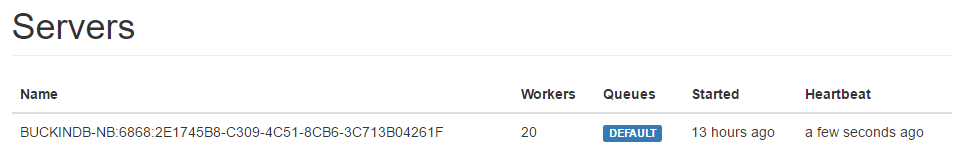 Servers
Name Workers Queues Started Heartbeat
BUCKINDB-NB:6868:2E1745B8-C309-4C51-8CB6-3C713B04261F 20 DEFAULT 13 hours ago a few seconds ago